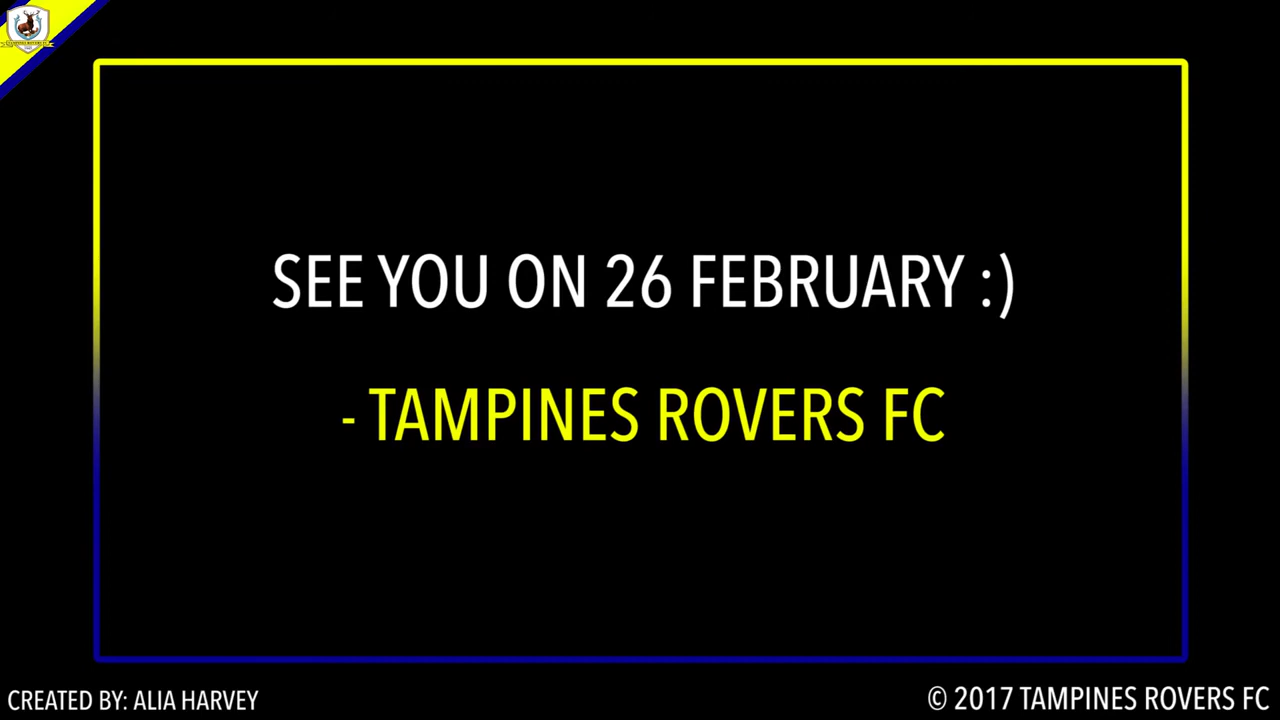 SEE YOU ON 26 FEBRUARY :)
- TAMPINES ROVERS FC
CREATED BY: ALIA HARVEY
© 2017 TAMPINES ROVERS FC